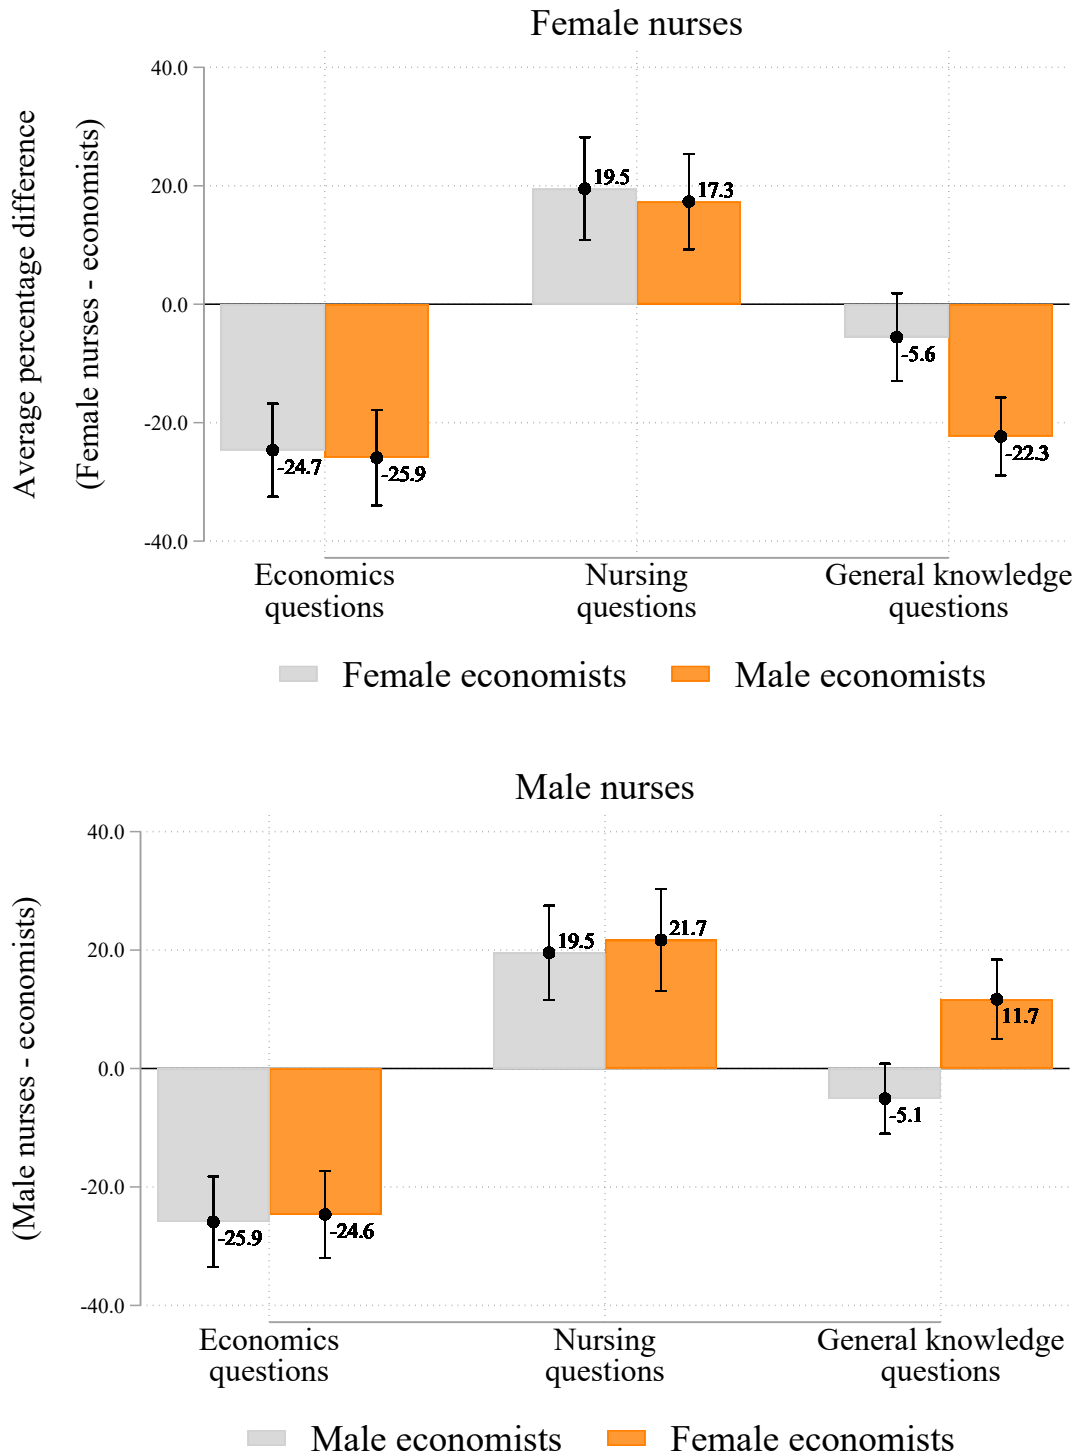 Female nurses
Average percentage difference
(Female nurses - economists)
40.0
20.0
0.0
-20.0
-40.0
-24.7
-25.9
19.5
17.3
-5.6
-22.3
Economics
questions
Nursing
questions
General knowledge
questions
Female economists
Male economists
Male nurses
(Male nurses - economists)
40.0
20.0
0.0
-20.0
-40.0
-25.9
-24.6
19.5
21.7
-5.1
11.7
Economics
questions
Nursing
questions
General knowledge
questions
Male economists
Female economists